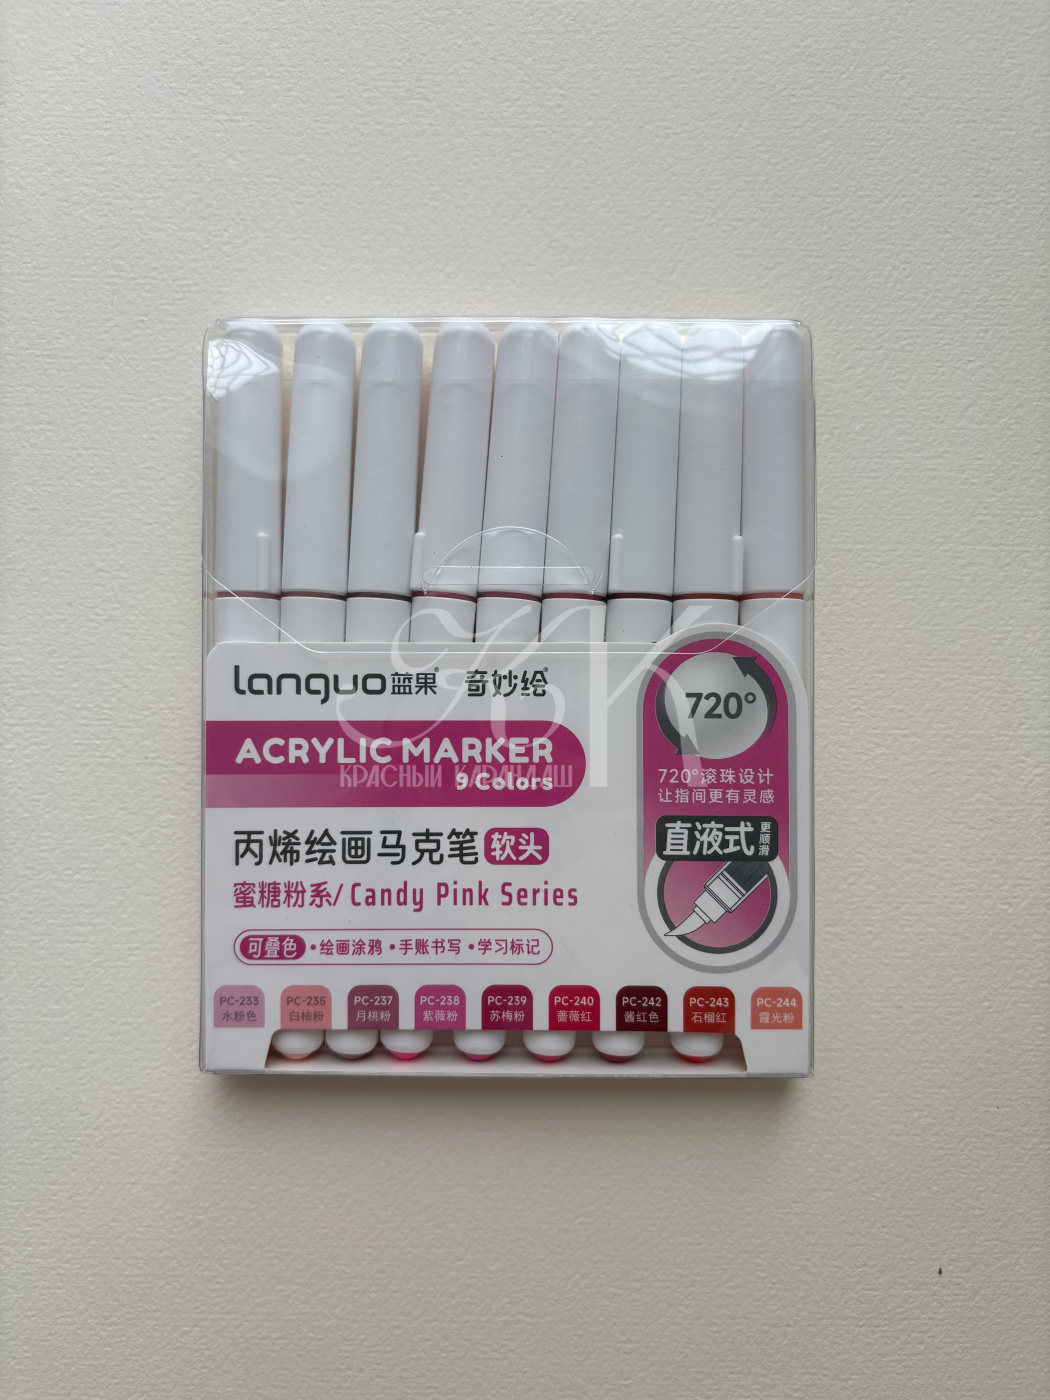 languo蓝果® 奇妙绘®
ACRYLIC MARKER
9 Colors
КК
КРАСНЫЙ КАРАНДАШ
丙烯绘画马克笔 软头
蜜糖粉系/Candy Pink Series
可叠色 •绘画涂鸦 •手账书写 •学习标记
720°
720°滚珠设计
让指间更有灵感
直液式 更顺滑
PC-233 PC-235 PC-237 PC-238 PC-239 PC-240 PC-242 PC-243 PC-244
水粉色 白柚粉 月桃粉 紫薇粉 苏梅粉 蔷薇红 酱红色 石榴红 霞光粉